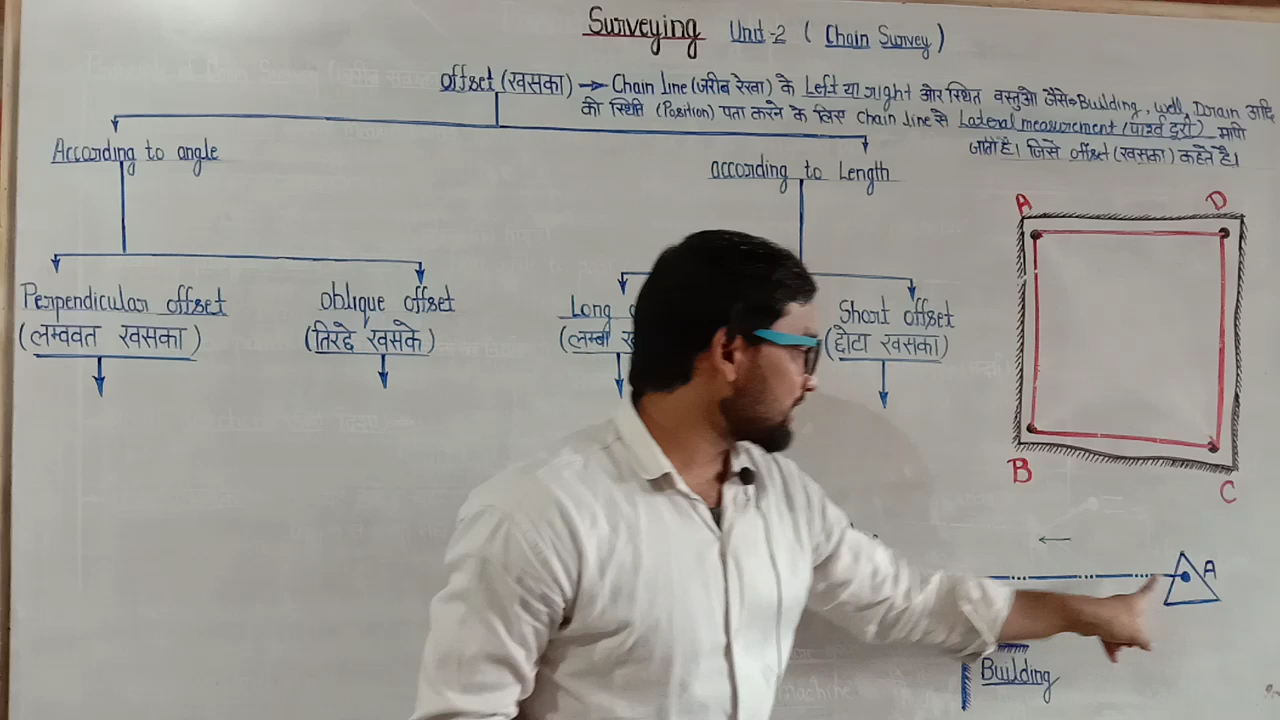 Surveying Unit-2 ( Chain Survey )
offset (खसका) → Chain line (जरीब रेखा) के Left या right ओर स्थित वस्तुओ जैसे Building, well, Drain आदि
की स्थिति (Position) पता करने के लिए Chain line से Lateral measurement (पार्श्व दूरी) मापी
जाती है। जिसे offset (खसका) कहते है।
According to angle
according to Length
Perpendicular offset
(लम्बवत खसका)
oblique offset
(तिरछे खसके)
Long
(लम्बी
Short offset
(छोटा खसका)
A
D
B
C
A
Building